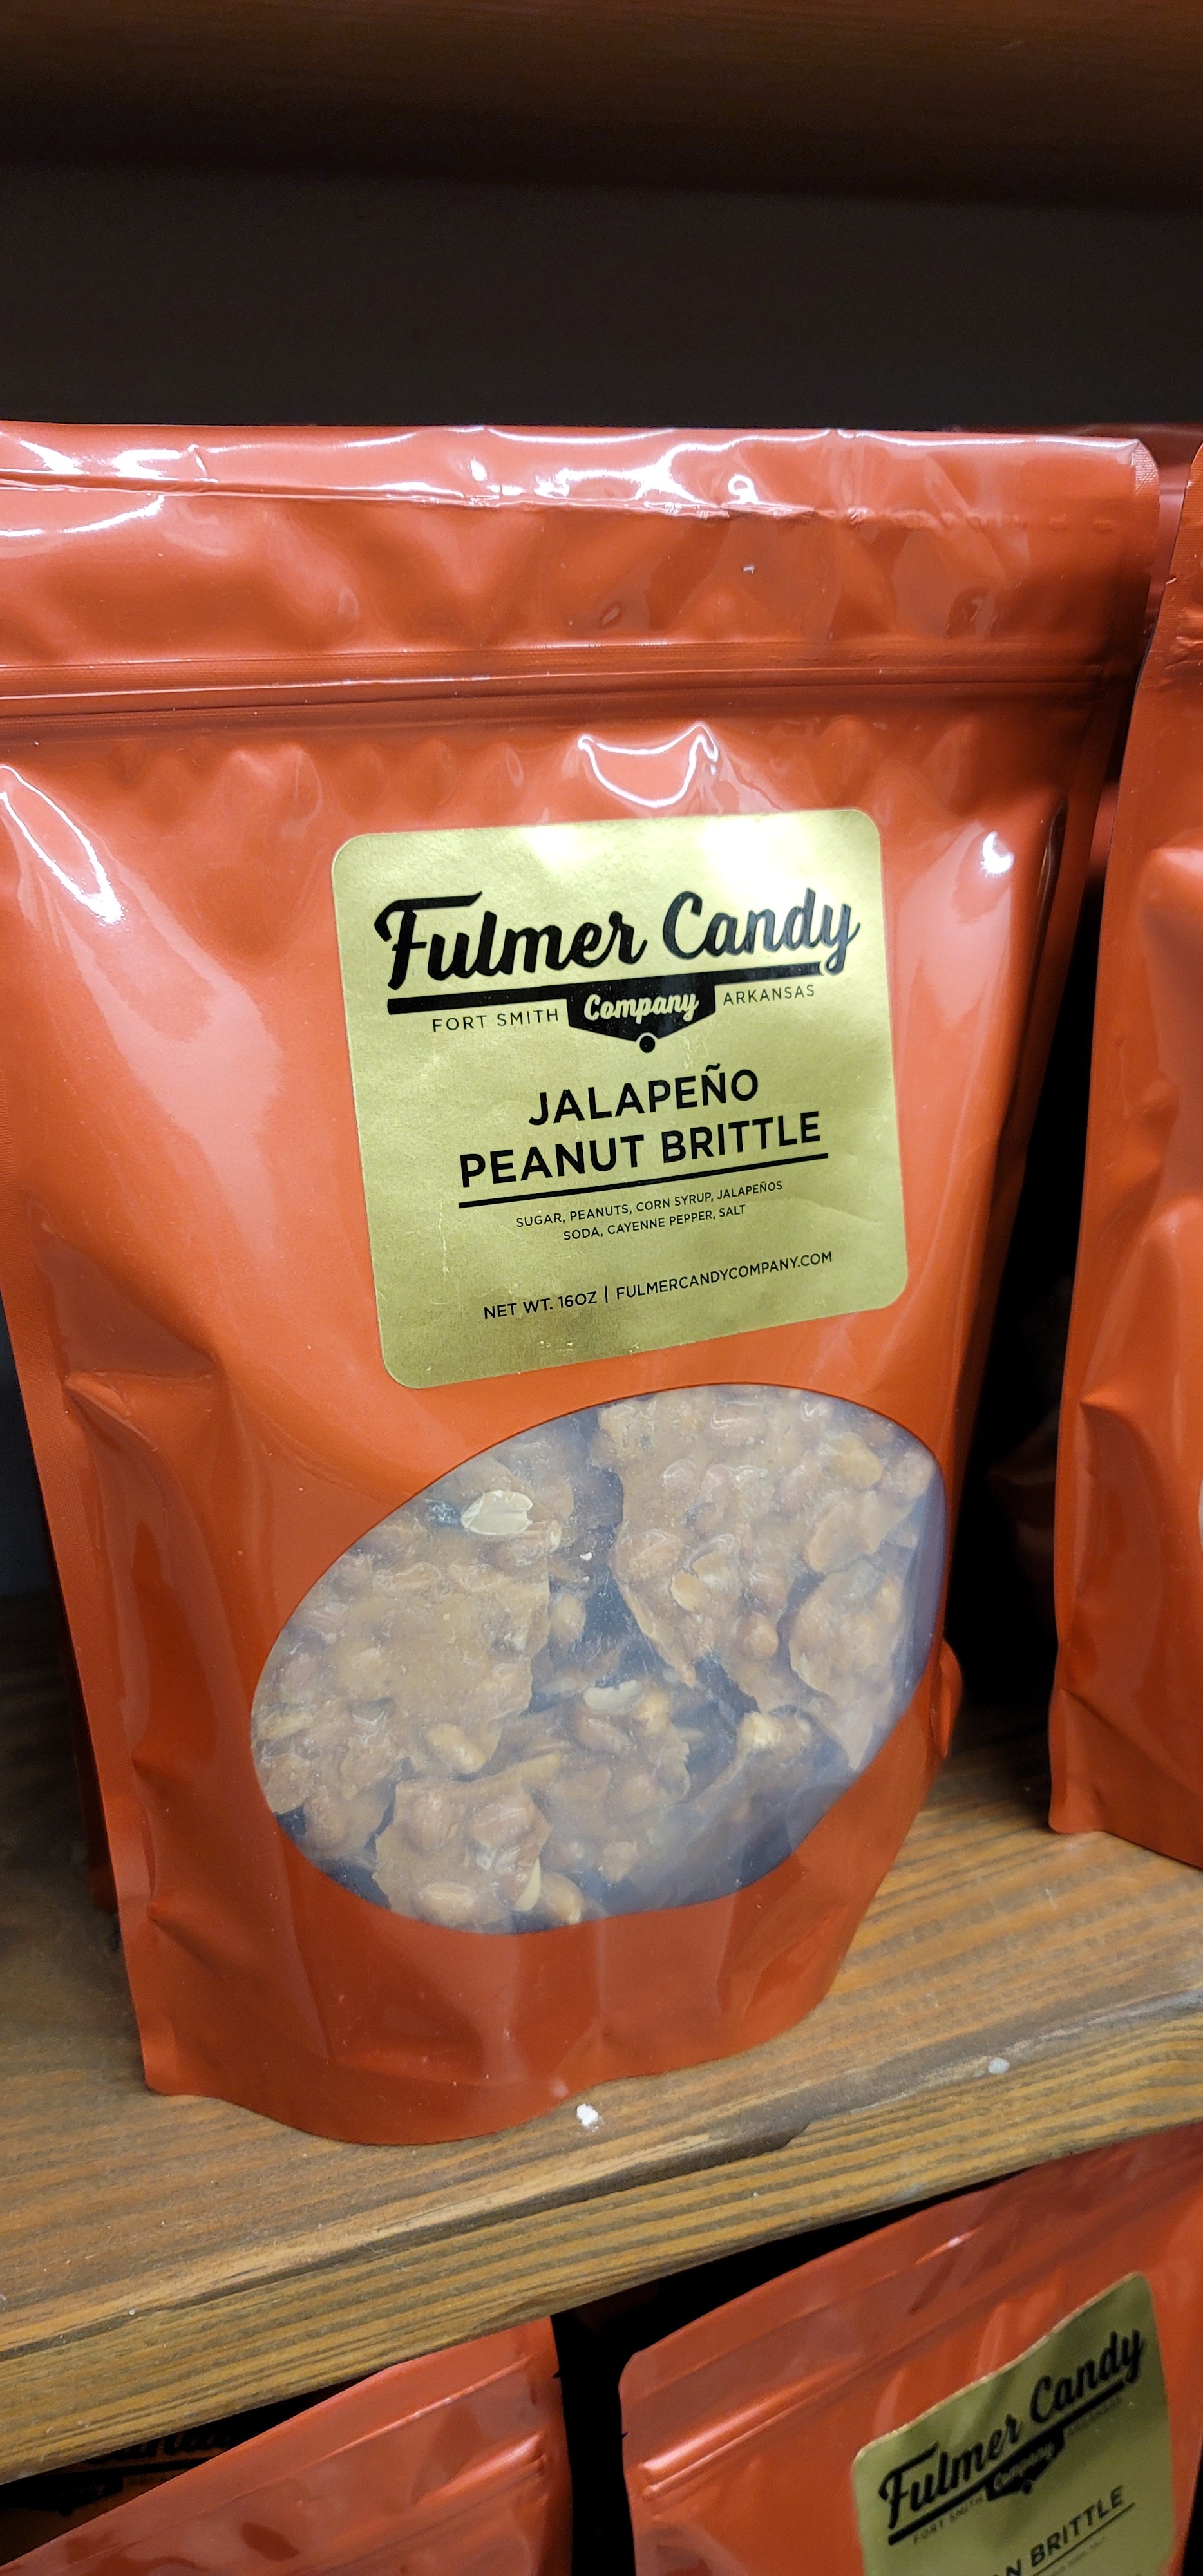 Fulmer Candy
FORT SMITH Company ARKANSAS
JALAPEÑO
PEANUT BRITTLE
SUGAR, PEANUTS, CORN SYRUP, JALAPEÑOS
SODA, CAYENNE PEPPER, SALT
NET WT. 16OZ | FULMERCANDYCOMPANY.COM
Fulmer Candy
FORT SMITH Company ARKANSAS
BRITTLE